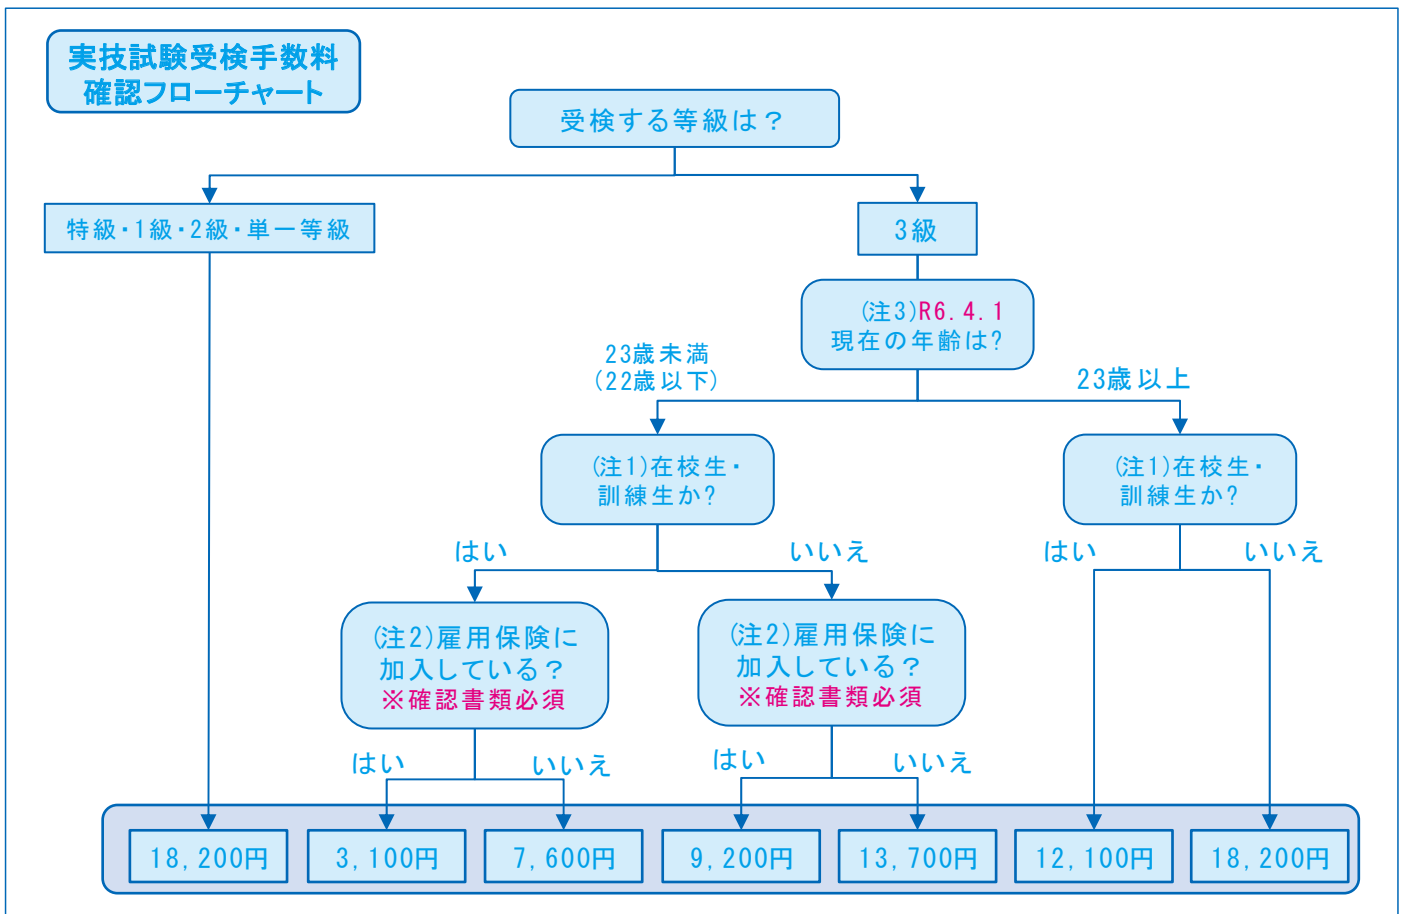 実技試験受検手数料
確認フローチャート
受検する等級は？
特級・1級・2級・単一等級
3級
(注3)R6.4.1
現在の年齢は?
23歳未満
(22歳以下)
23歳以上
(注1)在校生・
訓練生か?
(注1)在校生・
訓練生か?
はい
いいえ
はい
いいえ
(注2)雇用保険に
加入している？
※確認書類必須
(注2)雇用保険に
加入している？
※確認書類必須
はい
いいえ
はい
いいえ
18,200円
3,100円
7,600円
9,200円
13,700円
12,100円
18,200円